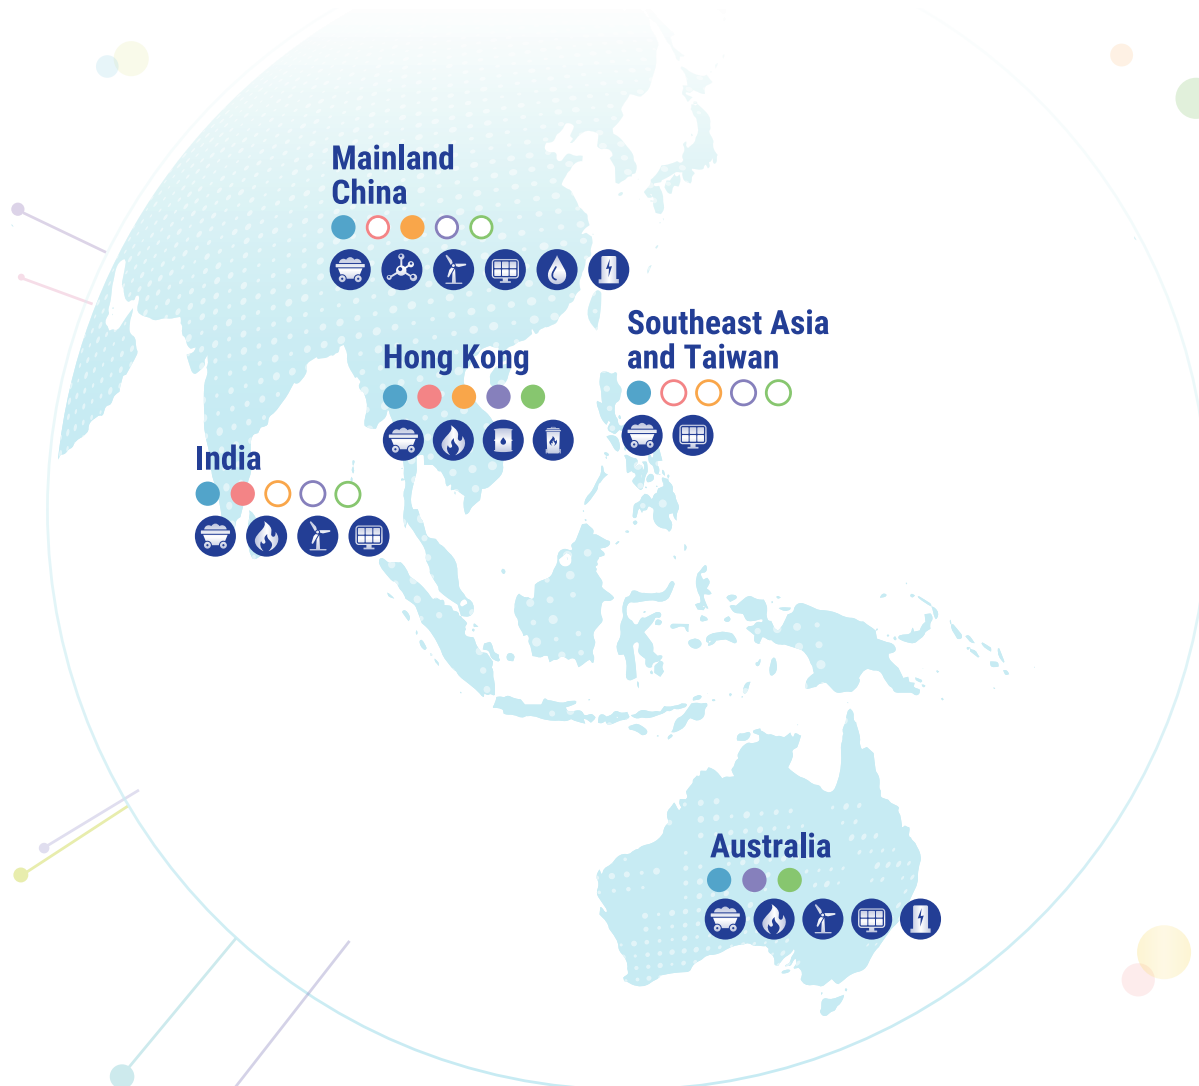 Mainland
China
Southeast Asia
and Taiwan
Hong Kong
India
Australia